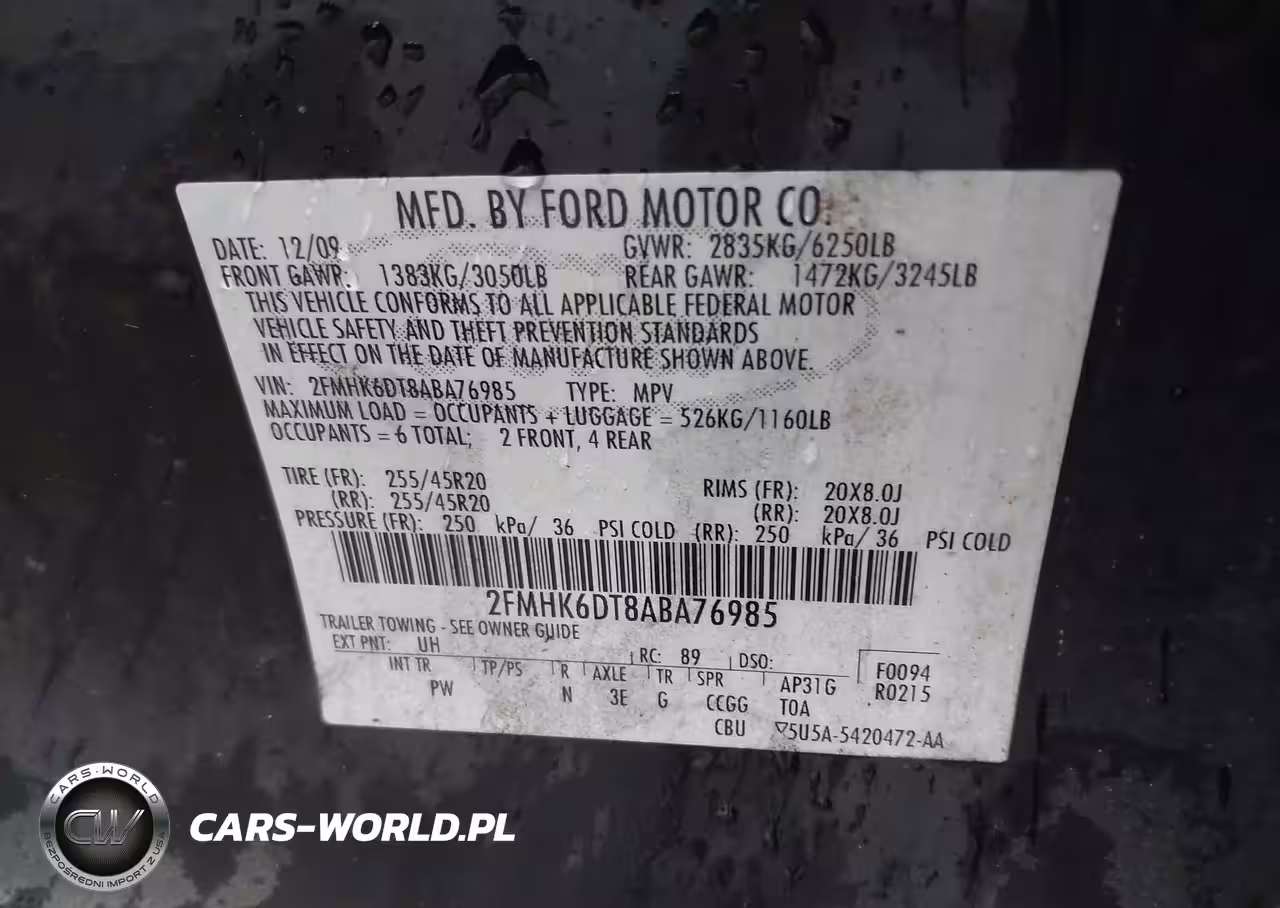 MFD. BY FORD MOTOR CO.
DATE: 12/09 GVWR: 2835KG/6250LB
FRONT GAWR: 1383KG/3050LB REAR GAWR: 1472KG/3245LB
THIS VEHICLE CONFORMS TO ALL APPLICABLE FEDERAL MOTOR
VEHICLE SAFETY AND THEFT PREVENTION STANDARDS
IN EFFECT ON THE DATE OF MANUFACTURE SHOWN ABOVE.
VIN: 2FMHK6DT8ABA76985 TYPE: MPV
MAXIMUM LOAD = OCCUPANTS + LUGGAGE = 526KG/1160LB
OCCUPANTS = 6 TOTAL; 2 FRONT, 4 REAR
TIRE (FR): 255/45R20 RIMS (FR): 20X8.0J
(RR): 255/45R20 (RR): 20X8.0J
PRESSURE (FR): 250 kPa/ 36 PSI COLD (RR): 250 kPa/ 36 PSI COLD
2FMHK6DT8ABA76985
TRAILER TOWING - SEE OWNER GUIDE
EXT PNT: UH RC: 89 DSO: F0094
INT TR TP/PS R AXLE TR SPR AP31G R0215
PW N 3E G CCGG T0A
CBU ▽5U5A-5420472-AA
CARS-WORLD
CW
BEZPOŚREDNI IMPORT Z USA
CARS-WORLD.PL